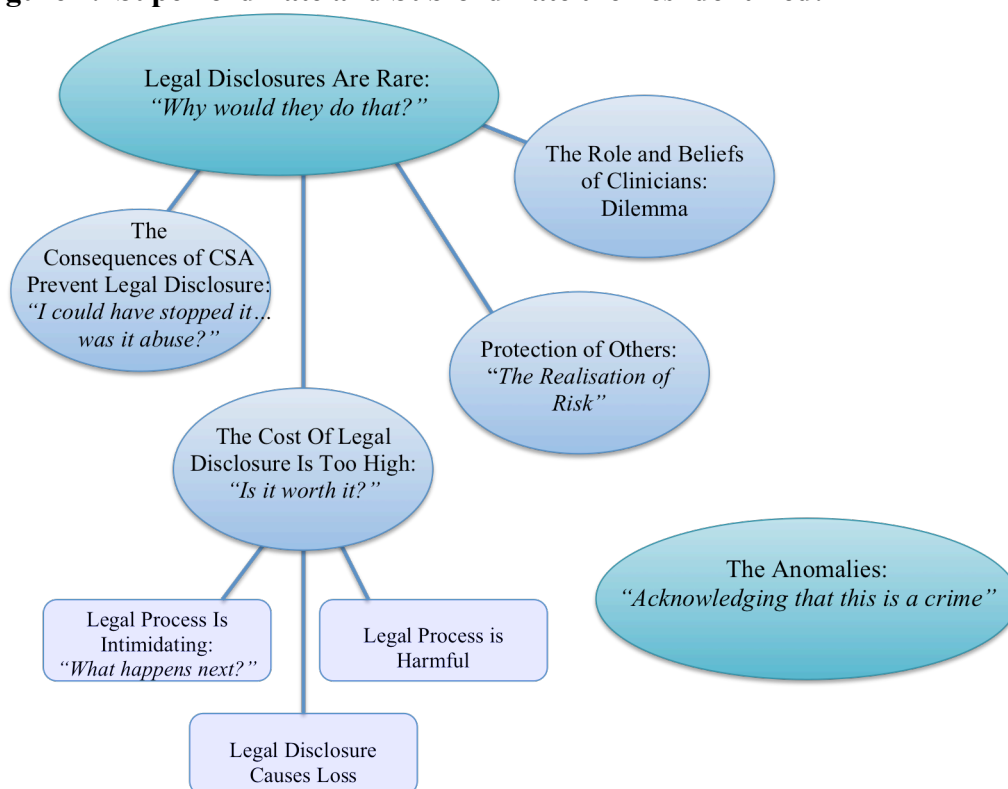 Legal Disclosures Are Rare:
“Why would they do that?”
The Role and Beliefs
of Clinicians:
Dilemma
The
Consequences of CSA
Prevent Legal Disclosure:
“I could have stopped it…
was it abuse?”
Protection of Others:
“The Realisation of
Risk”
The Cost Of Legal
Disclosure Is Too High:
“Is it worth it?”
The Anomalies:
“Acknowledging that this is a crime”
Legal Process Is
Intimidating:
“What happens next?”
Legal Process is
Harmful
Legal Disclosure
Causes Loss